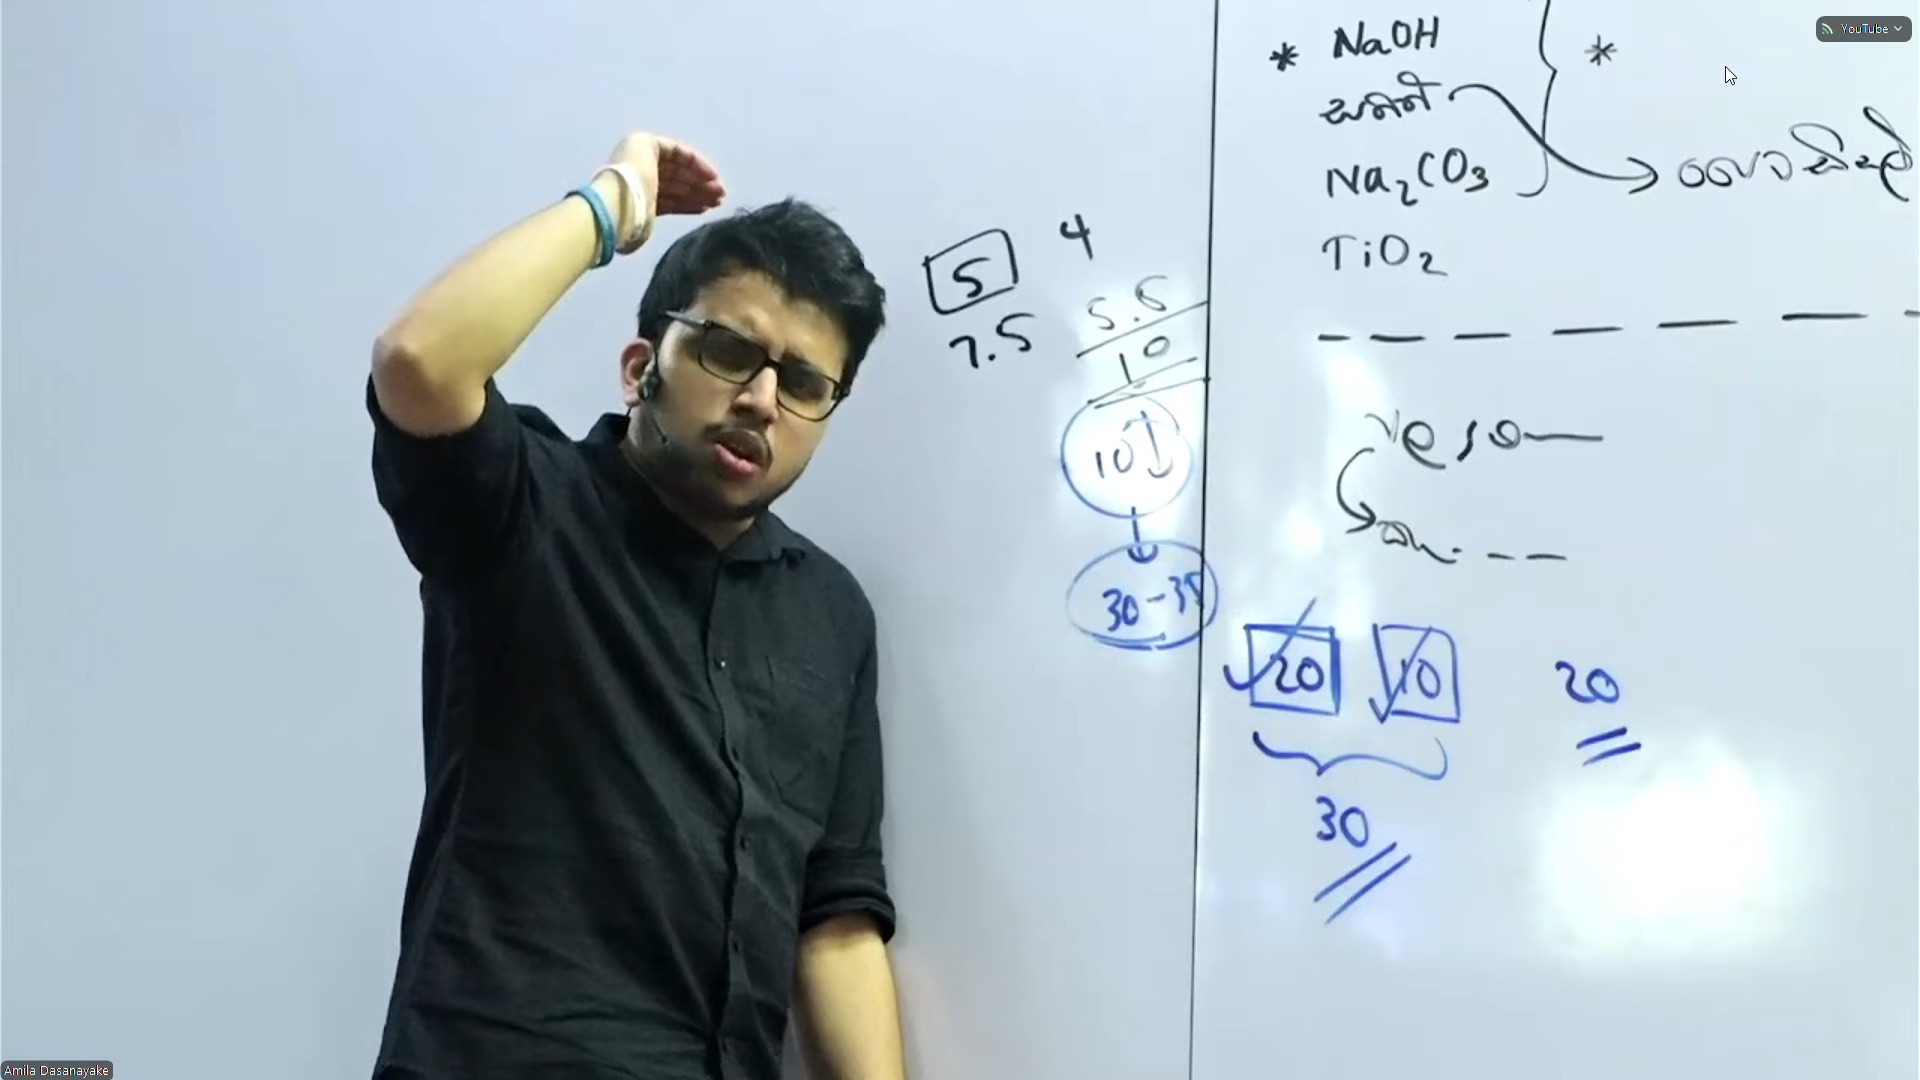 YouTube
* NaOH *
සබන්
Na₂CO₃
TiO₂
5 4
7.5 5.5
10
10
30-35
20 10 20
30
Amila Dasanayake